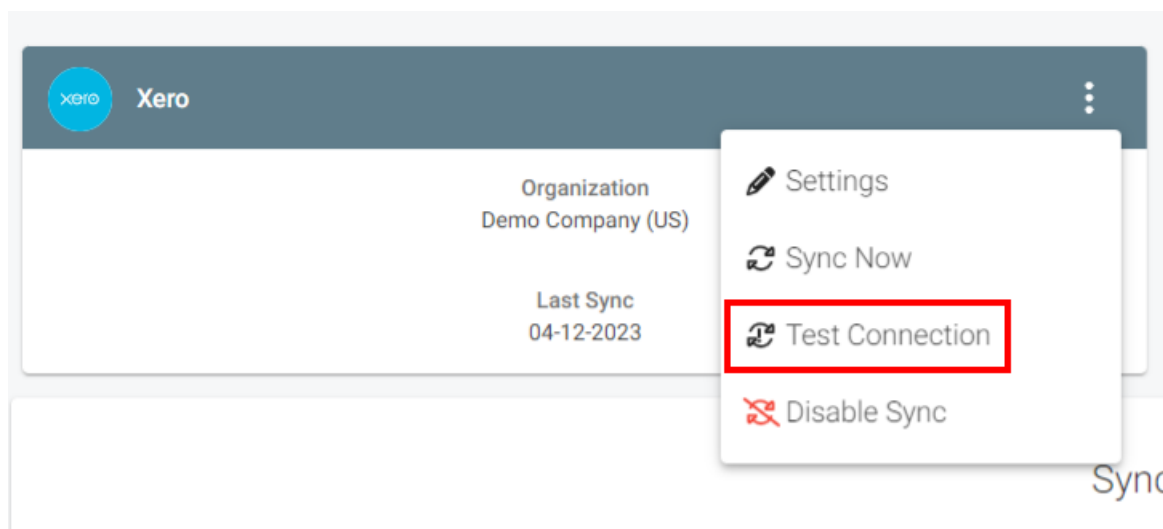 xero
Xero
Organization
Demo Company (US)
Last Sync
04-12-2023
Settings
Sync Now
Test Connection
Disable Sync
Sync